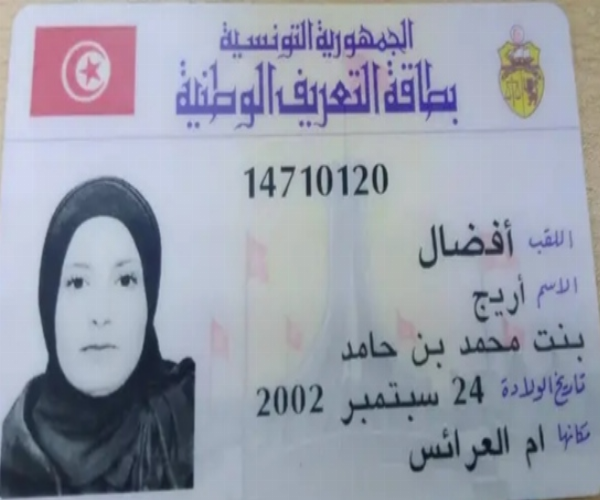 الجمهورية التونسية
بطاقة التعريف الوطنية
14710120
اللقب أفضال
الاسم أريج
بنت محمد بن حامد
تاريخ الولادة 24 سبتمبر 2002
مكانها ام العرائس